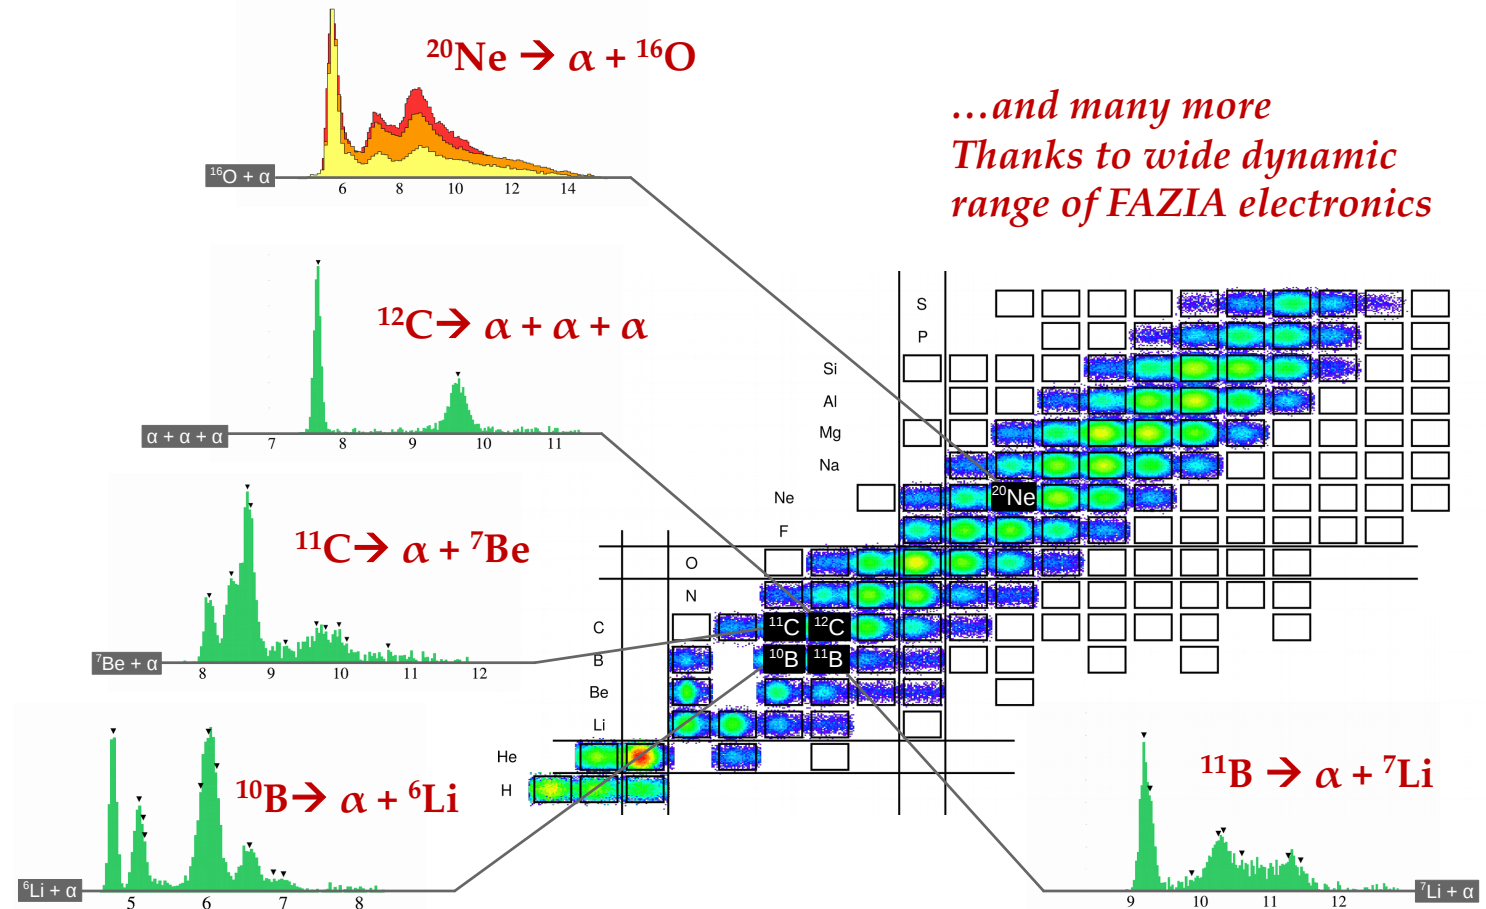 ²⁰Ne → α + ¹⁶O
…and many more
Thanks to wide dynamic
range of FAZIA electronics
¹⁶O + α
6 8 10 12 14
¹²C→ α + α + α
α + α + α
7 8 9 10 11
¹¹C→ α + ⁷Be
⁷Be + α
8 9 10 11 12
¹⁰B→ α + ⁶Li
⁶Li + α
5 6 7 8
S
P
Si
Al
Mg
Na
Ne
²⁰Ne
F
O
N
C
¹¹C ¹²C
B
¹⁰B ¹¹B
Be
Li
He
H
¹¹B → α + ⁷Li
9 10 11 12
⁷Li + α